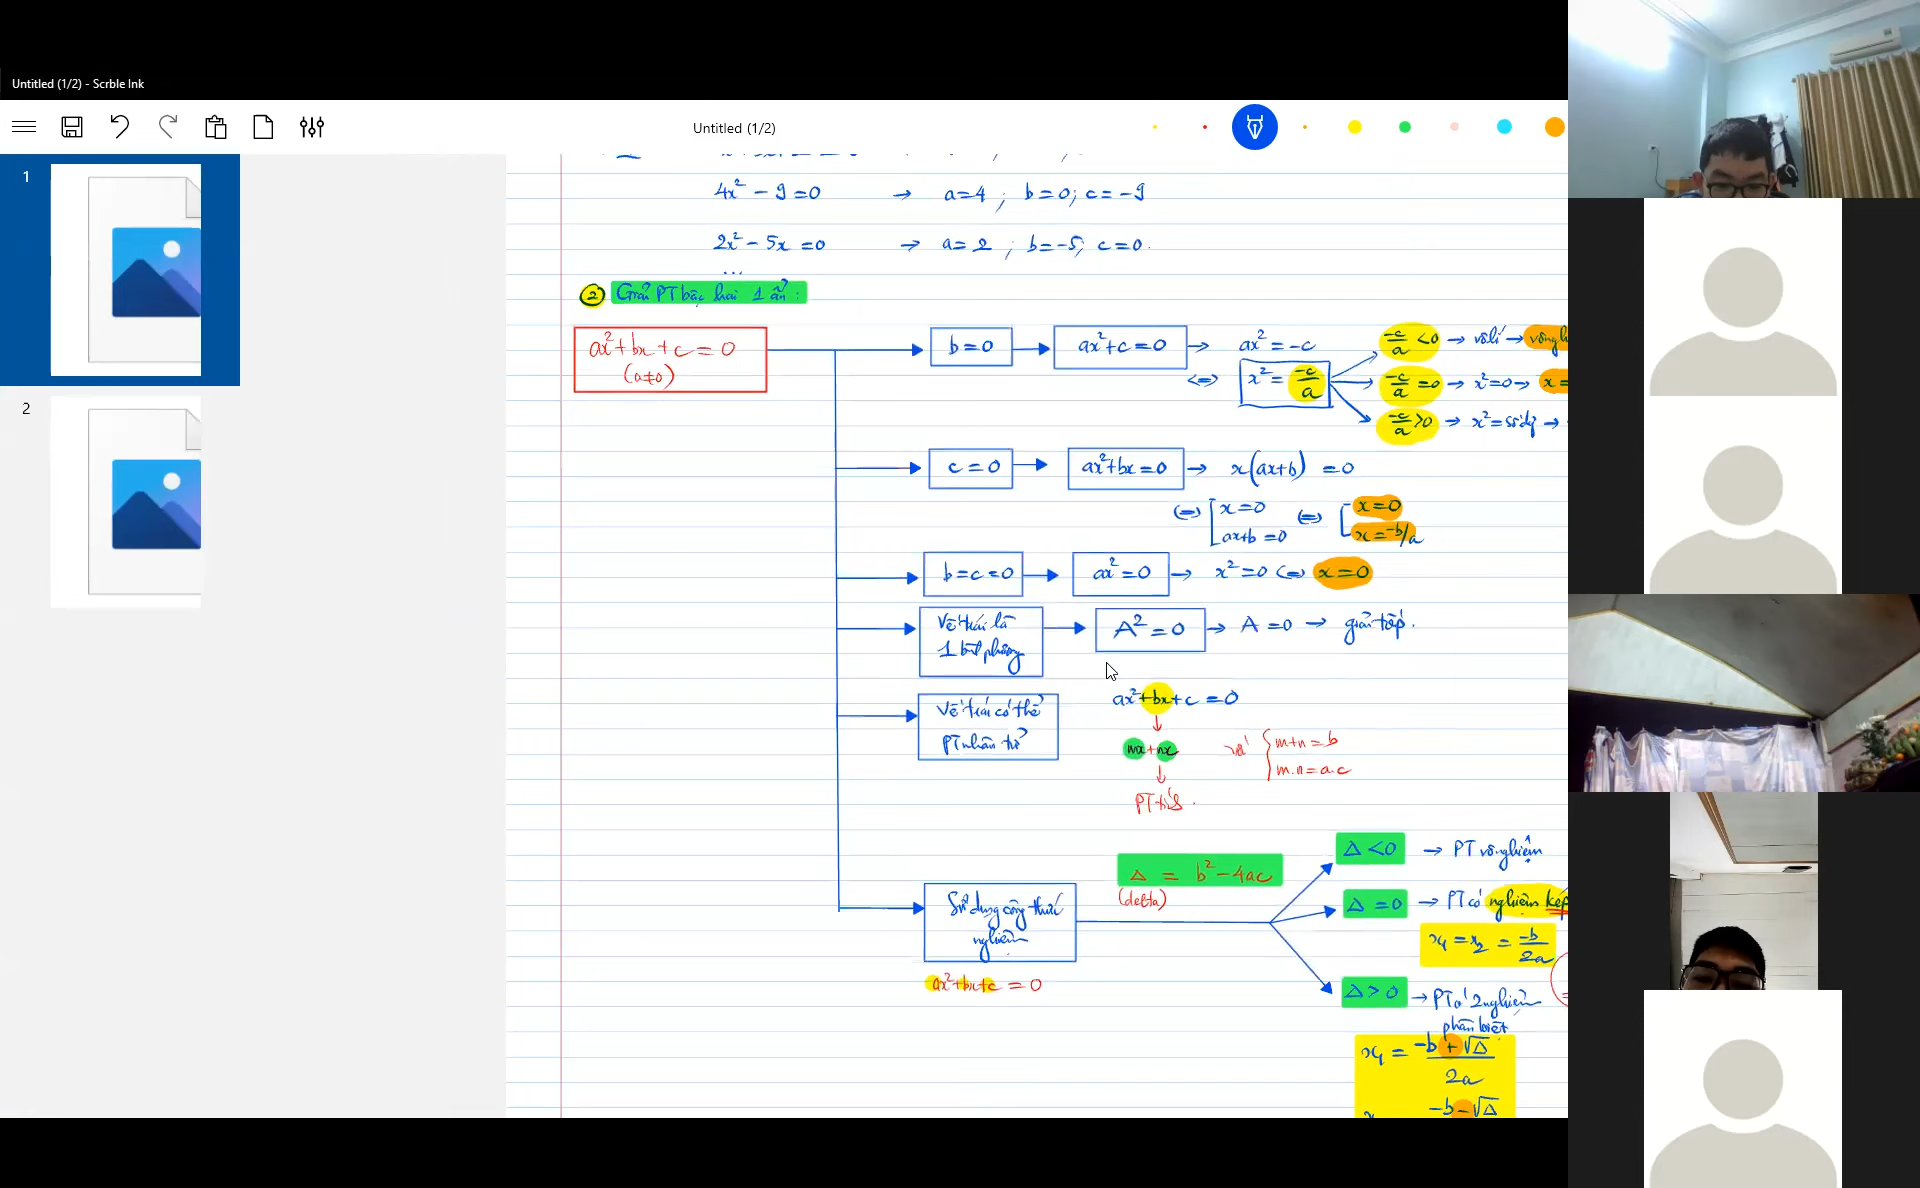 Untitled (1/2) - Scrble Ink
Untitled (1/2)
1
2
4x² - 9 = 0 → a=4 ; b=0; c=-9
2x² - 5x = 0 → a=2 ; b=-5; c=0.
...
② Giải PT bậc hai 1 ẩn:
ax²+bx+c=0
(a≠0)
b=0
ax²+c=0 → ax²=-c
⇔ x² = -c/a
-c/a <0 → vô lí →
-c/a =0 → x²=0 → x=
-c/a >0 → x² = số dg →
c=0
ax²+bx=0 → x(ax+b) = 0
⇔ [x=0
ax+b=0 ⇔ [x=0
x=-b/a
b=c=0
ax²=0 → x²=0 ⇔ x=0
Vế trái là
1 bình phương
A²=0 → A=0 → giải tiếp.
Vế trái có thể
PT nhân tử
ax²+bx+c=0
↓
mx+nx với {m+n=b
m.n=a.c
↓
PT tiếp.
Sử dụng công thức
nghiệm
ax²+bx+c=0
Δ = b²-4ac
(delta)
Δ<0 → PT vô nghiệm
Δ=0 → PT có nghiệm kép
x₁=x₂=-b/2a
Δ>0 → PT có 2 nghiệm
phân biệt
x₁ = -b+√Δ/2a
-b-√Δ